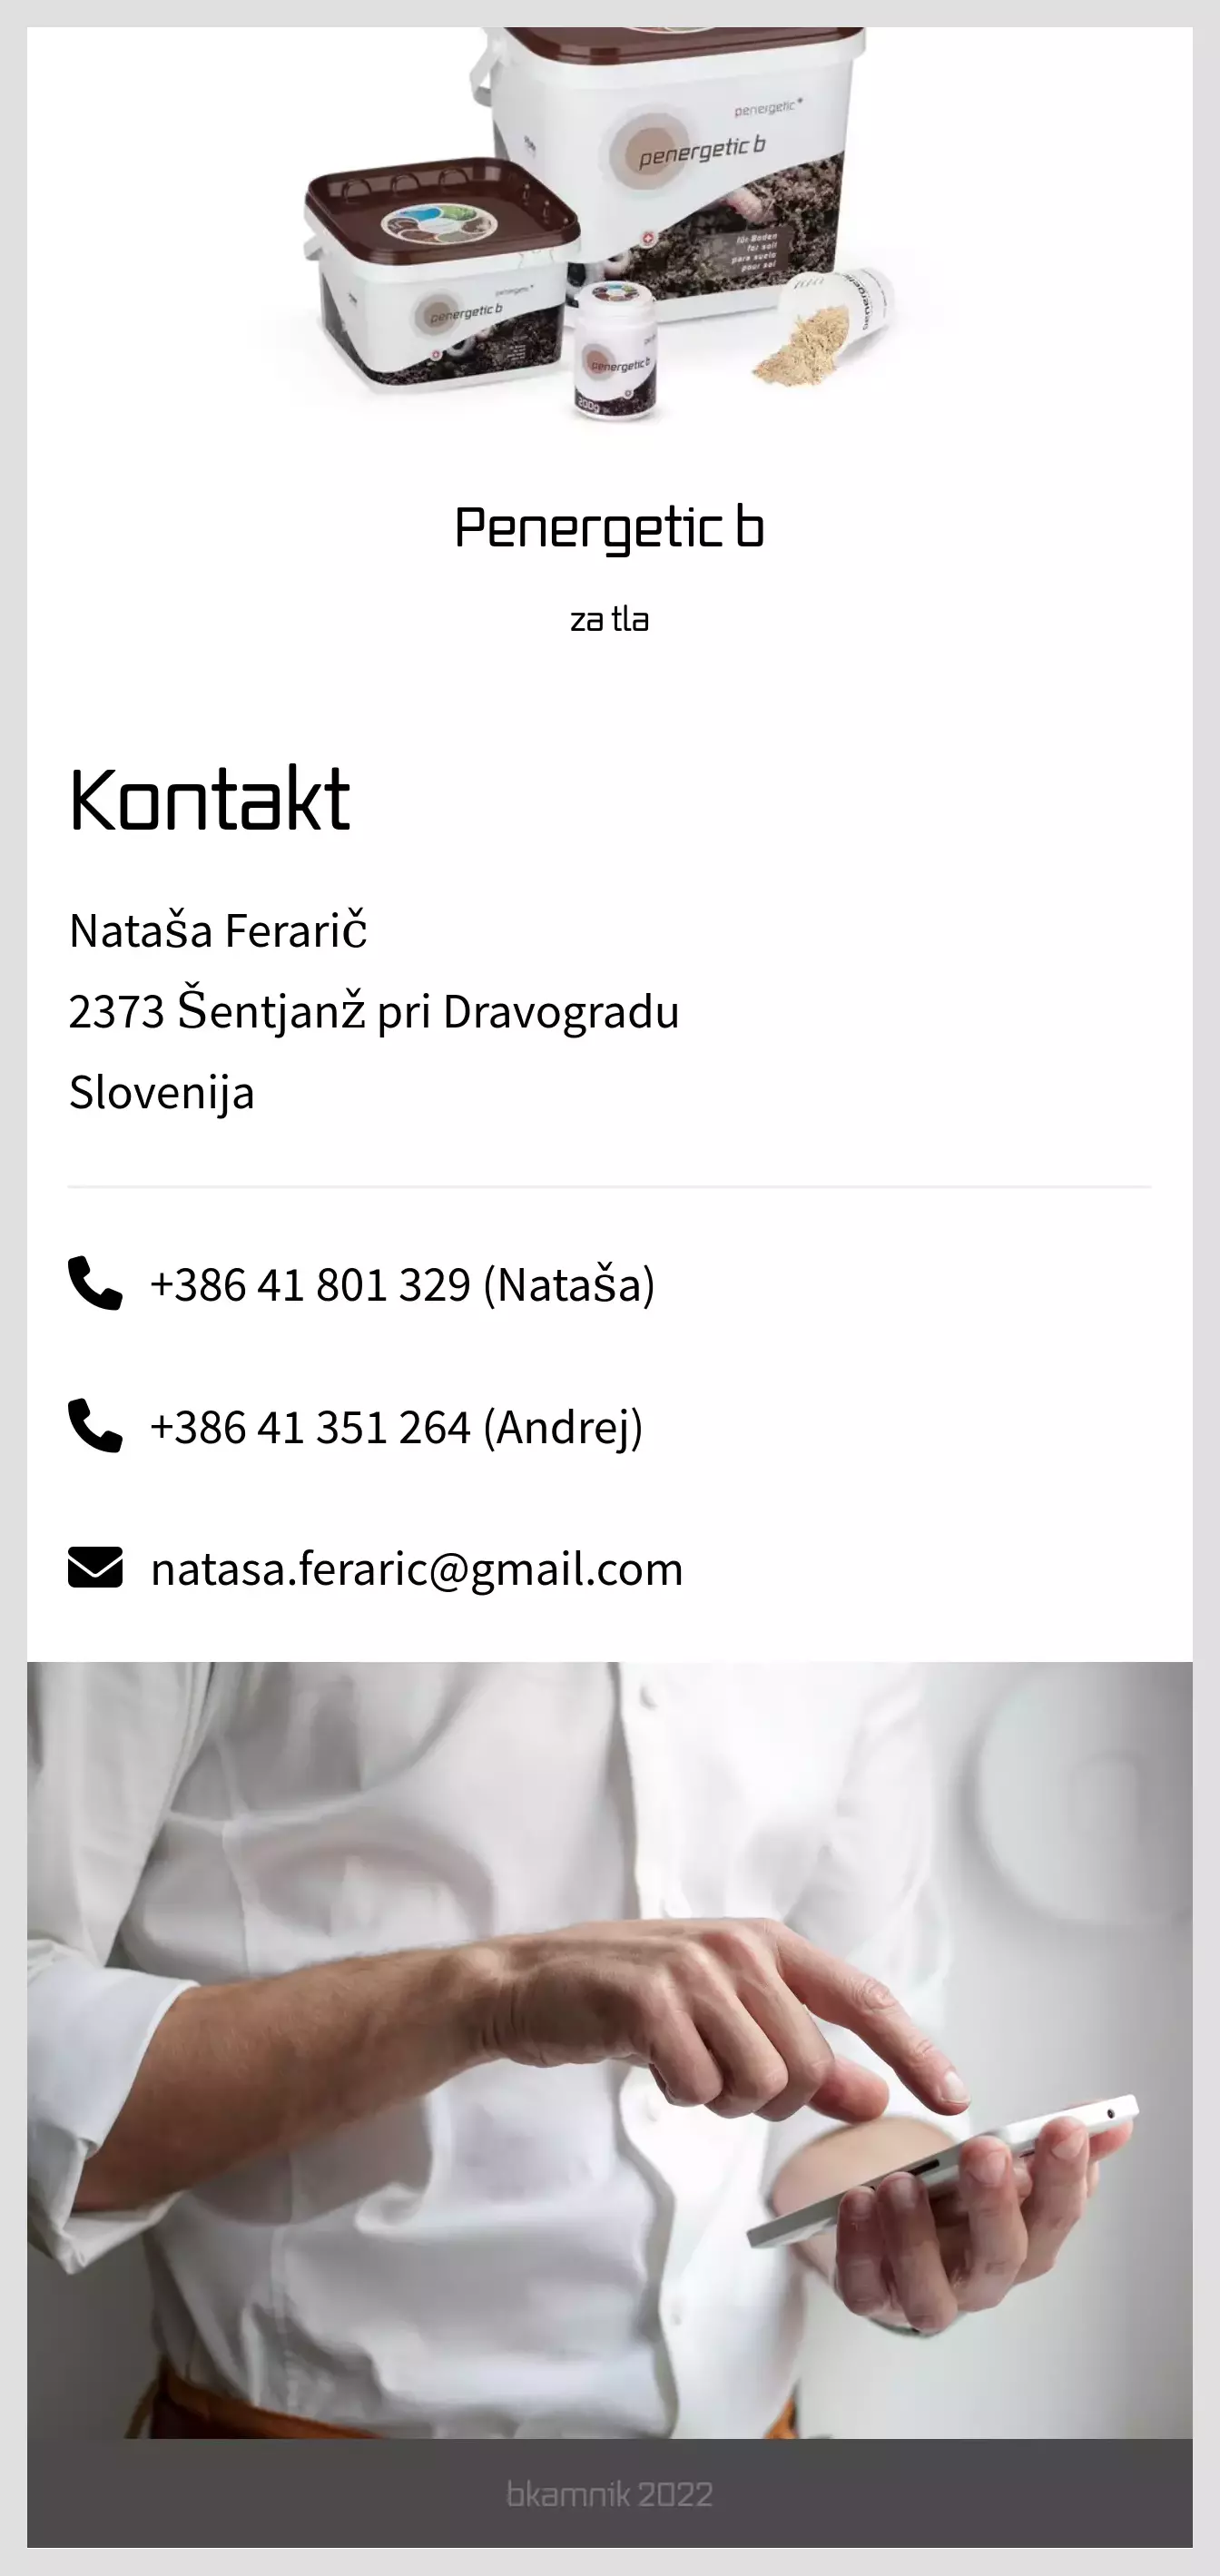 penergetic
penergetic b
für Boden
for soil
para suelo
pour sol
penergetic
penergetic b
penergetic b
200g
Penergetic b
za tla
Kontakt
Nataša Ferarič
2373 Šentjanž pri Dravogradu
Slovenija
+386 41 801 329 (Nataša)
+386 41 351 264 (Andrej)
natasa.feraric@gmail.com
bkamnik 2022